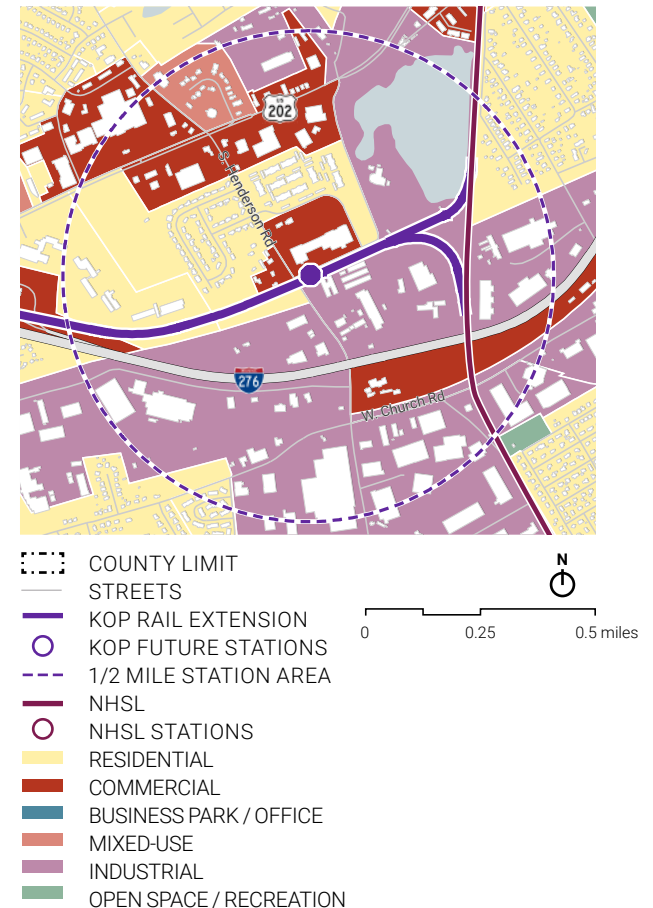 US
202
S. Henderson Rd
276
W. Church Rd
COUNTY LIMIT
STREETS
KOP RAIL EXTENSION
KOP FUTURE STATIONS
1/2 MILE STATION AREA
NHSL
NHSL STATIONS
RESIDENTIAL
COMMERCIAL
BUSINESS PARK / OFFICE
MIXED-USE
INDUSTRIAL
OPEN SPACE / RECREATION
N
0 0.25 0.5 miles